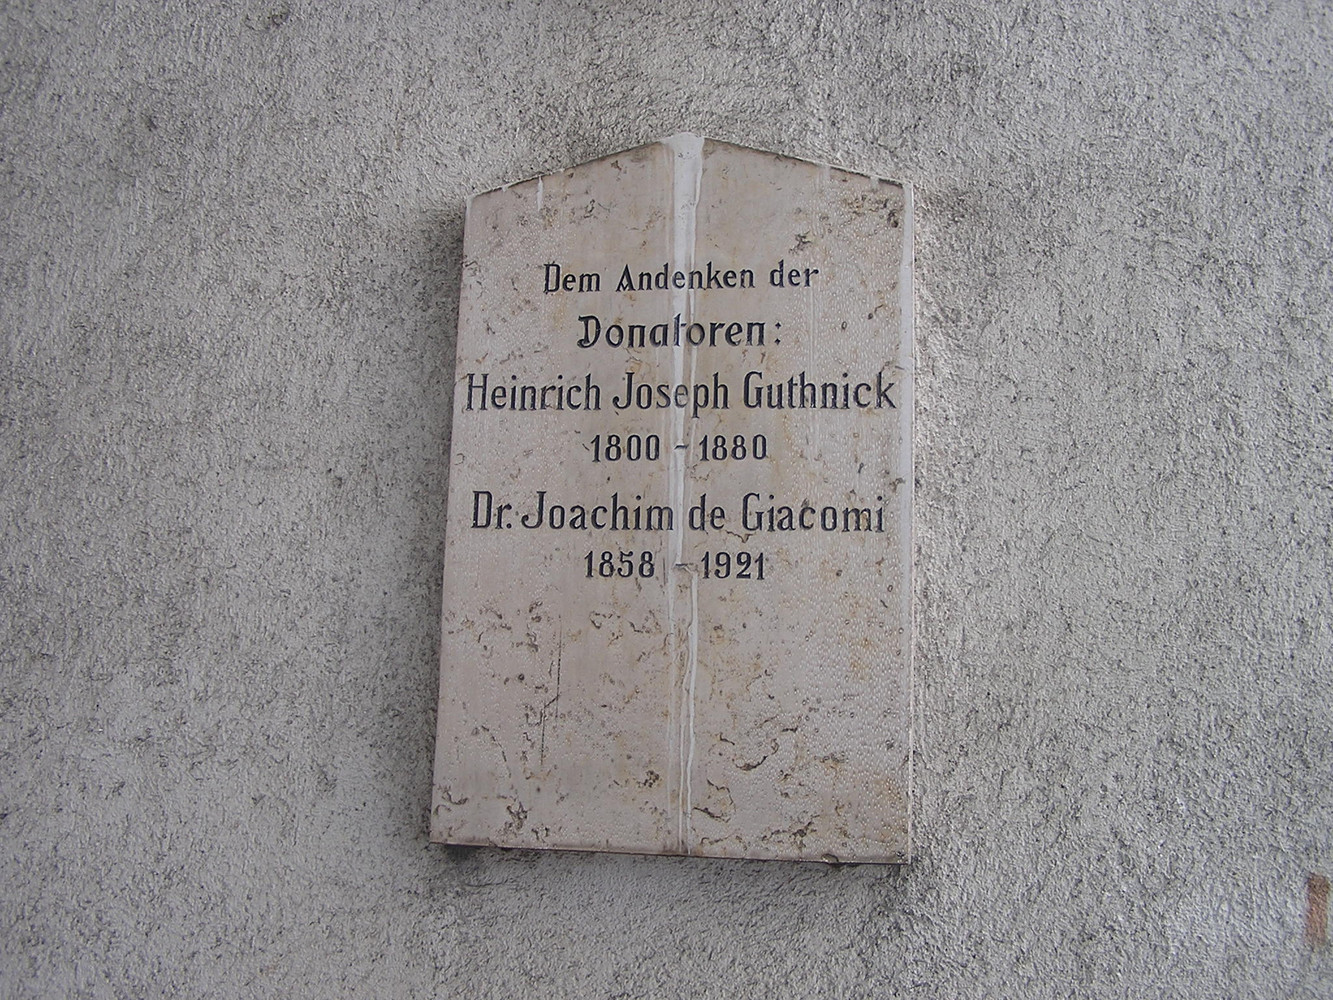 Dem Andenken der
Donatoren:
Heinrich Joseph Guthnick
1800 - 1880
Dr. Joachim de Giacomi
1858 - 1921